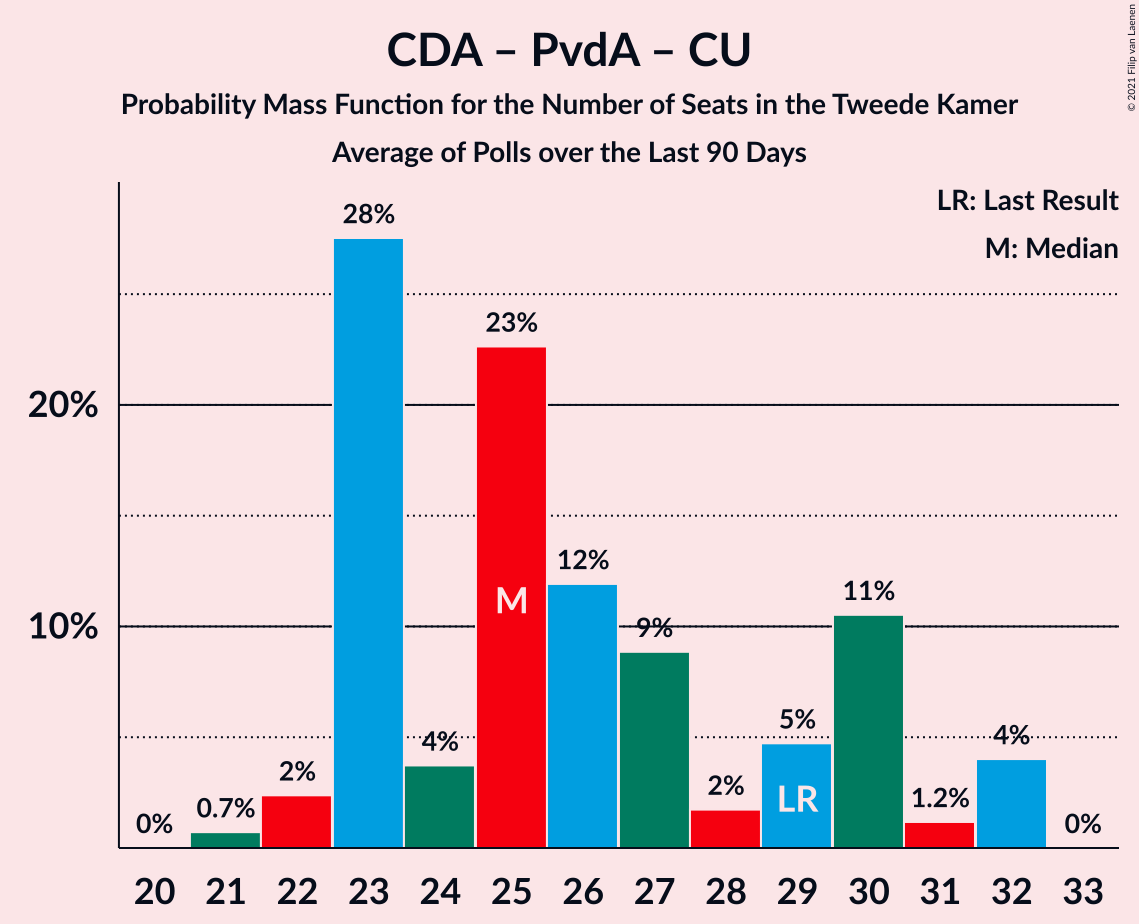 CDA – PvdA – CU
Probability Mass Function for the Number of Seats in the Tweede Kamer
Average of Polls over the Last 90 Days
© 2021 Filip van Laenen
LR: Last Result
M: Median
28%
23%
20%
12%
M
11%
10%
9%
5%
4%
4%
2%
2%
LR
1.2%
0.7%
0%
0%
20 21 22 23 24 25 26 27 28 29 30 31 32 33